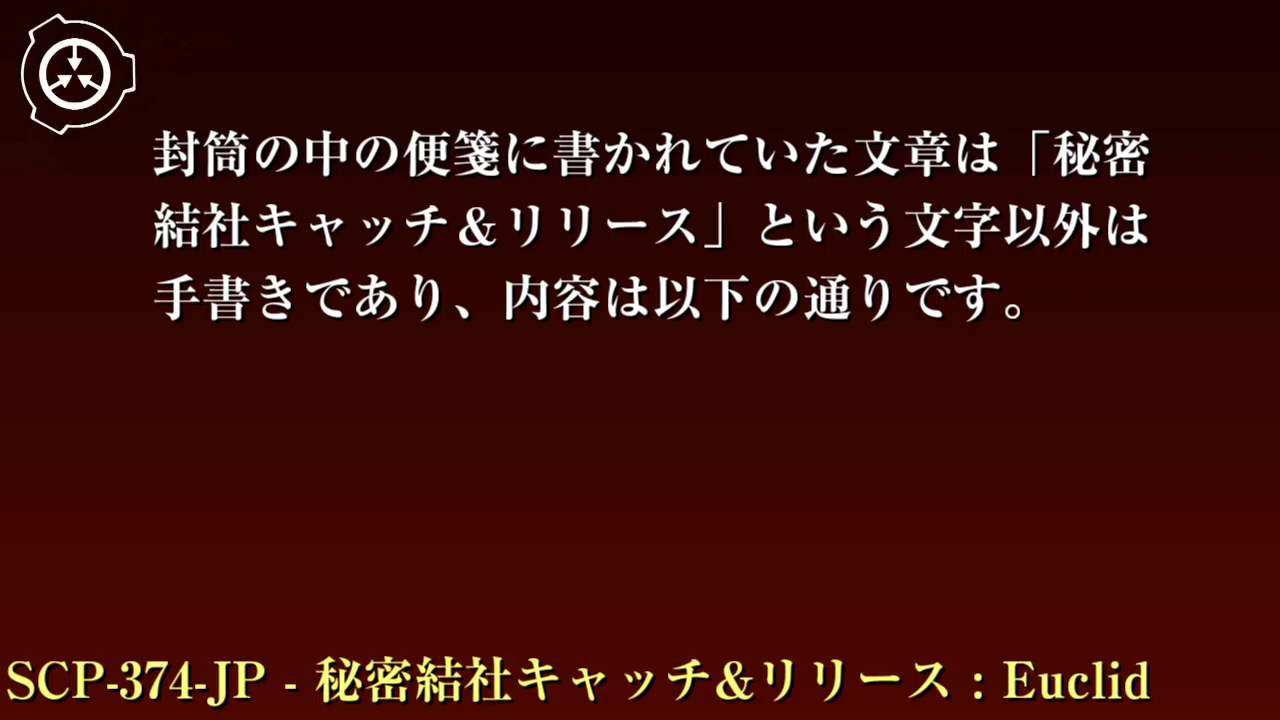 封筒の中の便箋に書かれていた文章は「秘密
結社キャッチ＆リリース」という文字以外は
手書きであり、内容は以下の通りです。
SCP-374-JP - 秘密結社キャッチ&リリース : Euclid